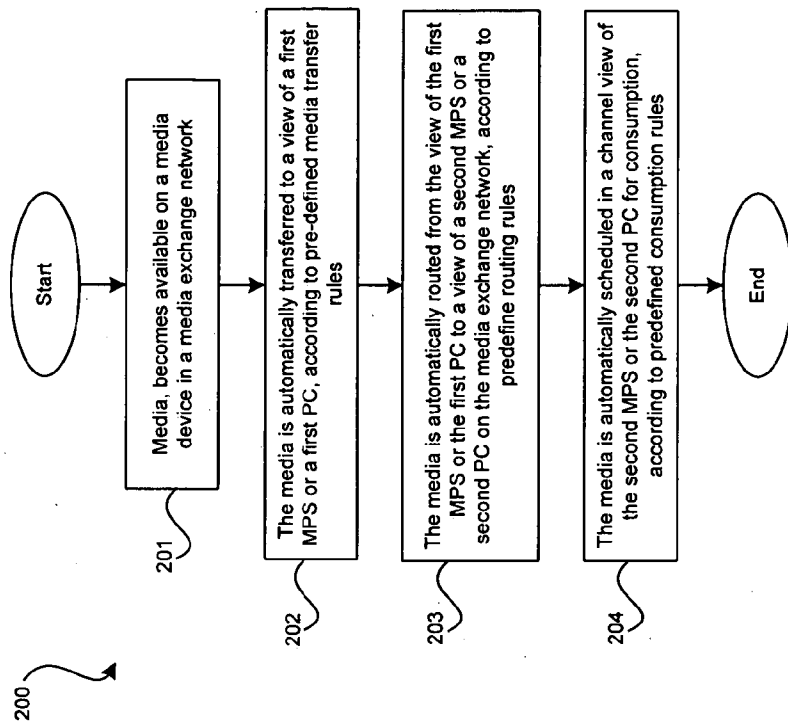 200
Start
201
Media, becomes available on a media
device in a media exchange network
202
The media is automatically transferred to a view of a first
MPS or a first PC, according to pre-defined media transfer
rules
203
The media is automatically routed from the view of the first
MPS or the first PC to a view of a second MPS or a
second PC on the media exchange network, according to
predefine routing rules
204
The media is automatically scheduled in a channel view of
the second MPS or the second PC for consumption,
according to predefined consumption rules
End